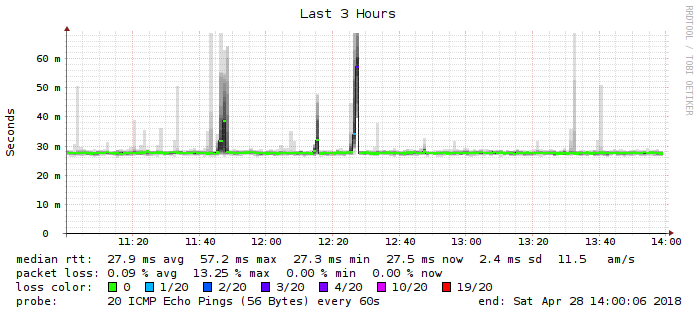 Last 3 Hours
RRDTOOL / TOBI OETIKER
Seconds
60 m
50 m
40 m
30 m
20 m
10 m
0
11:20 11:40 12:00 12:20 12:40 13:00 13:20 13:40 14:00
median rtt: 27.9 ms avg 57.2 ms max 27.3 ms min 27.5 ms now 2.4 ms sd 11.5 am/s
packet loss: 0.09 % avg 13.25 % max 0.00 % min 0.00 % now
loss color: 0 1/20 2/20 3/20 4/20 10/20 19/20
probe: 20 ICMP Echo Pings (56 Bytes) every 60s end: Sat Apr 28 14:00:06 2018